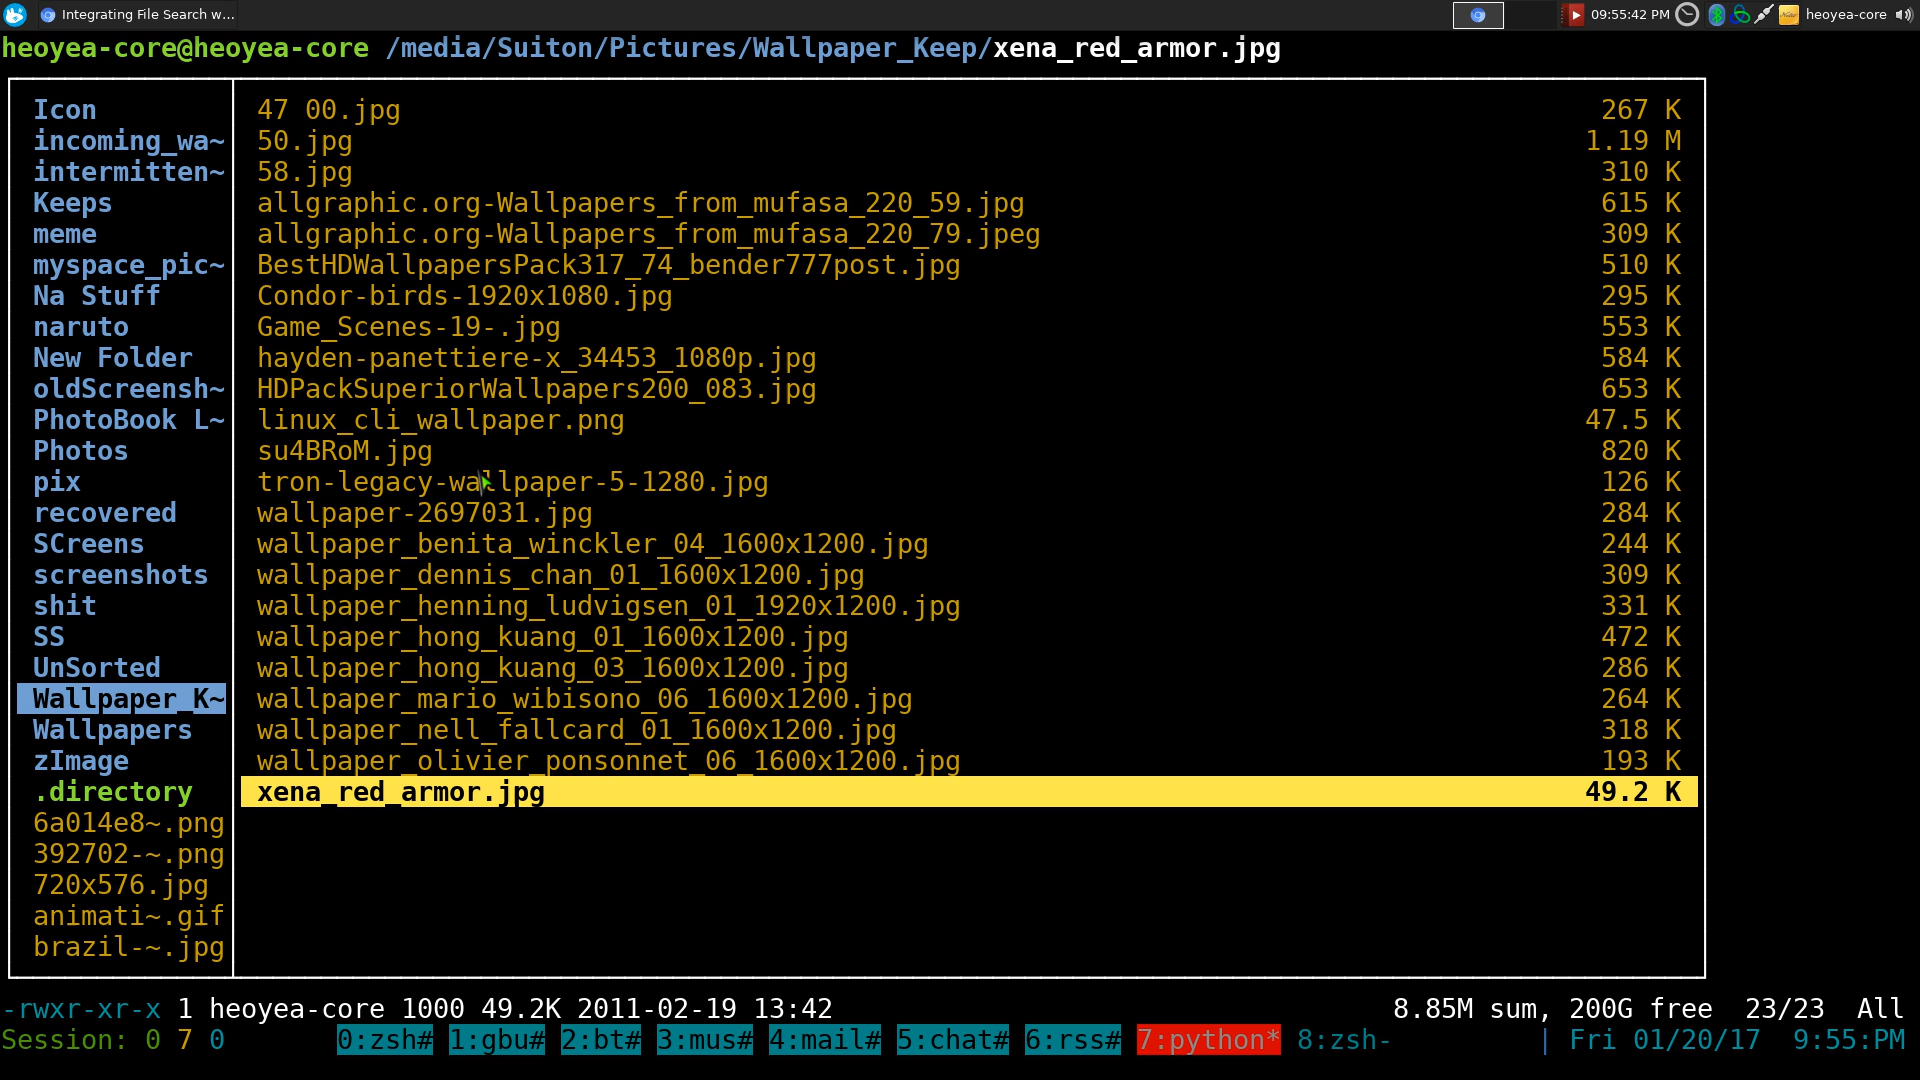 Integrating File Search w...
09:55:42 PM
heoyea-core
heoyea-core@heoyea-core /media/Suiton/Pictures/Wallpaper_Keep/xena_red_armor.jpg
Icon
incoming_wa~
intermitten~
Keeps
meme
myspace_pic~
Na Stuff
naruto
New Folder
oldScreensh~
PhotoBook L~
Photos
pix
recovered
SCreens
screenshots
shit
SS
UnSorted
Wallpaper_K~
Wallpapers
zImage
.directory
6a014e8~.png
392702-~.png
720x576.jpg
animati~.gif
brazil-~.jpg
47 00.jpg 267 K
50.jpg 1.19 M
58.jpg 310 K
allgraphic.org-Wallpapers_from_mufasa_220_59.jpg 615 K
allgraphic.org-Wallpapers_from_mufasa_220_79.jpeg 309 K
BestHDWallpapersPack317_74_bender777post.jpg 510 K
Condor-birds-1920x1080.jpg 295 K
Game_Scenes-19-.jpg 553 K
hayden-panettiere-x_34453_1080p.jpg 584 K
HDPackSuperiorWallpapers200_083.jpg 653 K
linux_cli_wallpaper.png 47.5 K
su4BRoM.jpg 820 K
tron-legacy-wallpaper-5-1280.jpg 126 K
wallpaper-2697031.jpg 284 K
wallpaper_benita_winckler_04_1600x1200.jpg 244 K
wallpaper_dennis_chan_01_1600x1200.jpg 309 K
wallpaper_henning_ludvigsen_01_1920x1200.jpg 331 K
wallpaper_hong_kuang_01_1600x1200.jpg 472 K
wallpaper_hong_kuang_03_1600x1200.jpg 286 K
wallpaper_mario_wibisono_06_1600x1200.jpg 264 K
wallpaper_nell_fallcard_01_1600x1200.jpg 318 K
wallpaper_olivier_ponsonnet_06_1600x1200.jpg 193 K
xena_red_armor.jpg 49.2 K
-rwxr-xr-x 1 heoyea-core 1000 49.2K 2011-02-19 13:42 8.85M sum, 200G free 23/23 All
Session: 0 7 0 0:zsh# 1:gbu# 2:bt# 3:mus# 4:mail# 5:chat# 6:rss# 7:python* 8:zsh- | Fri 01/20/17 9:55:PM